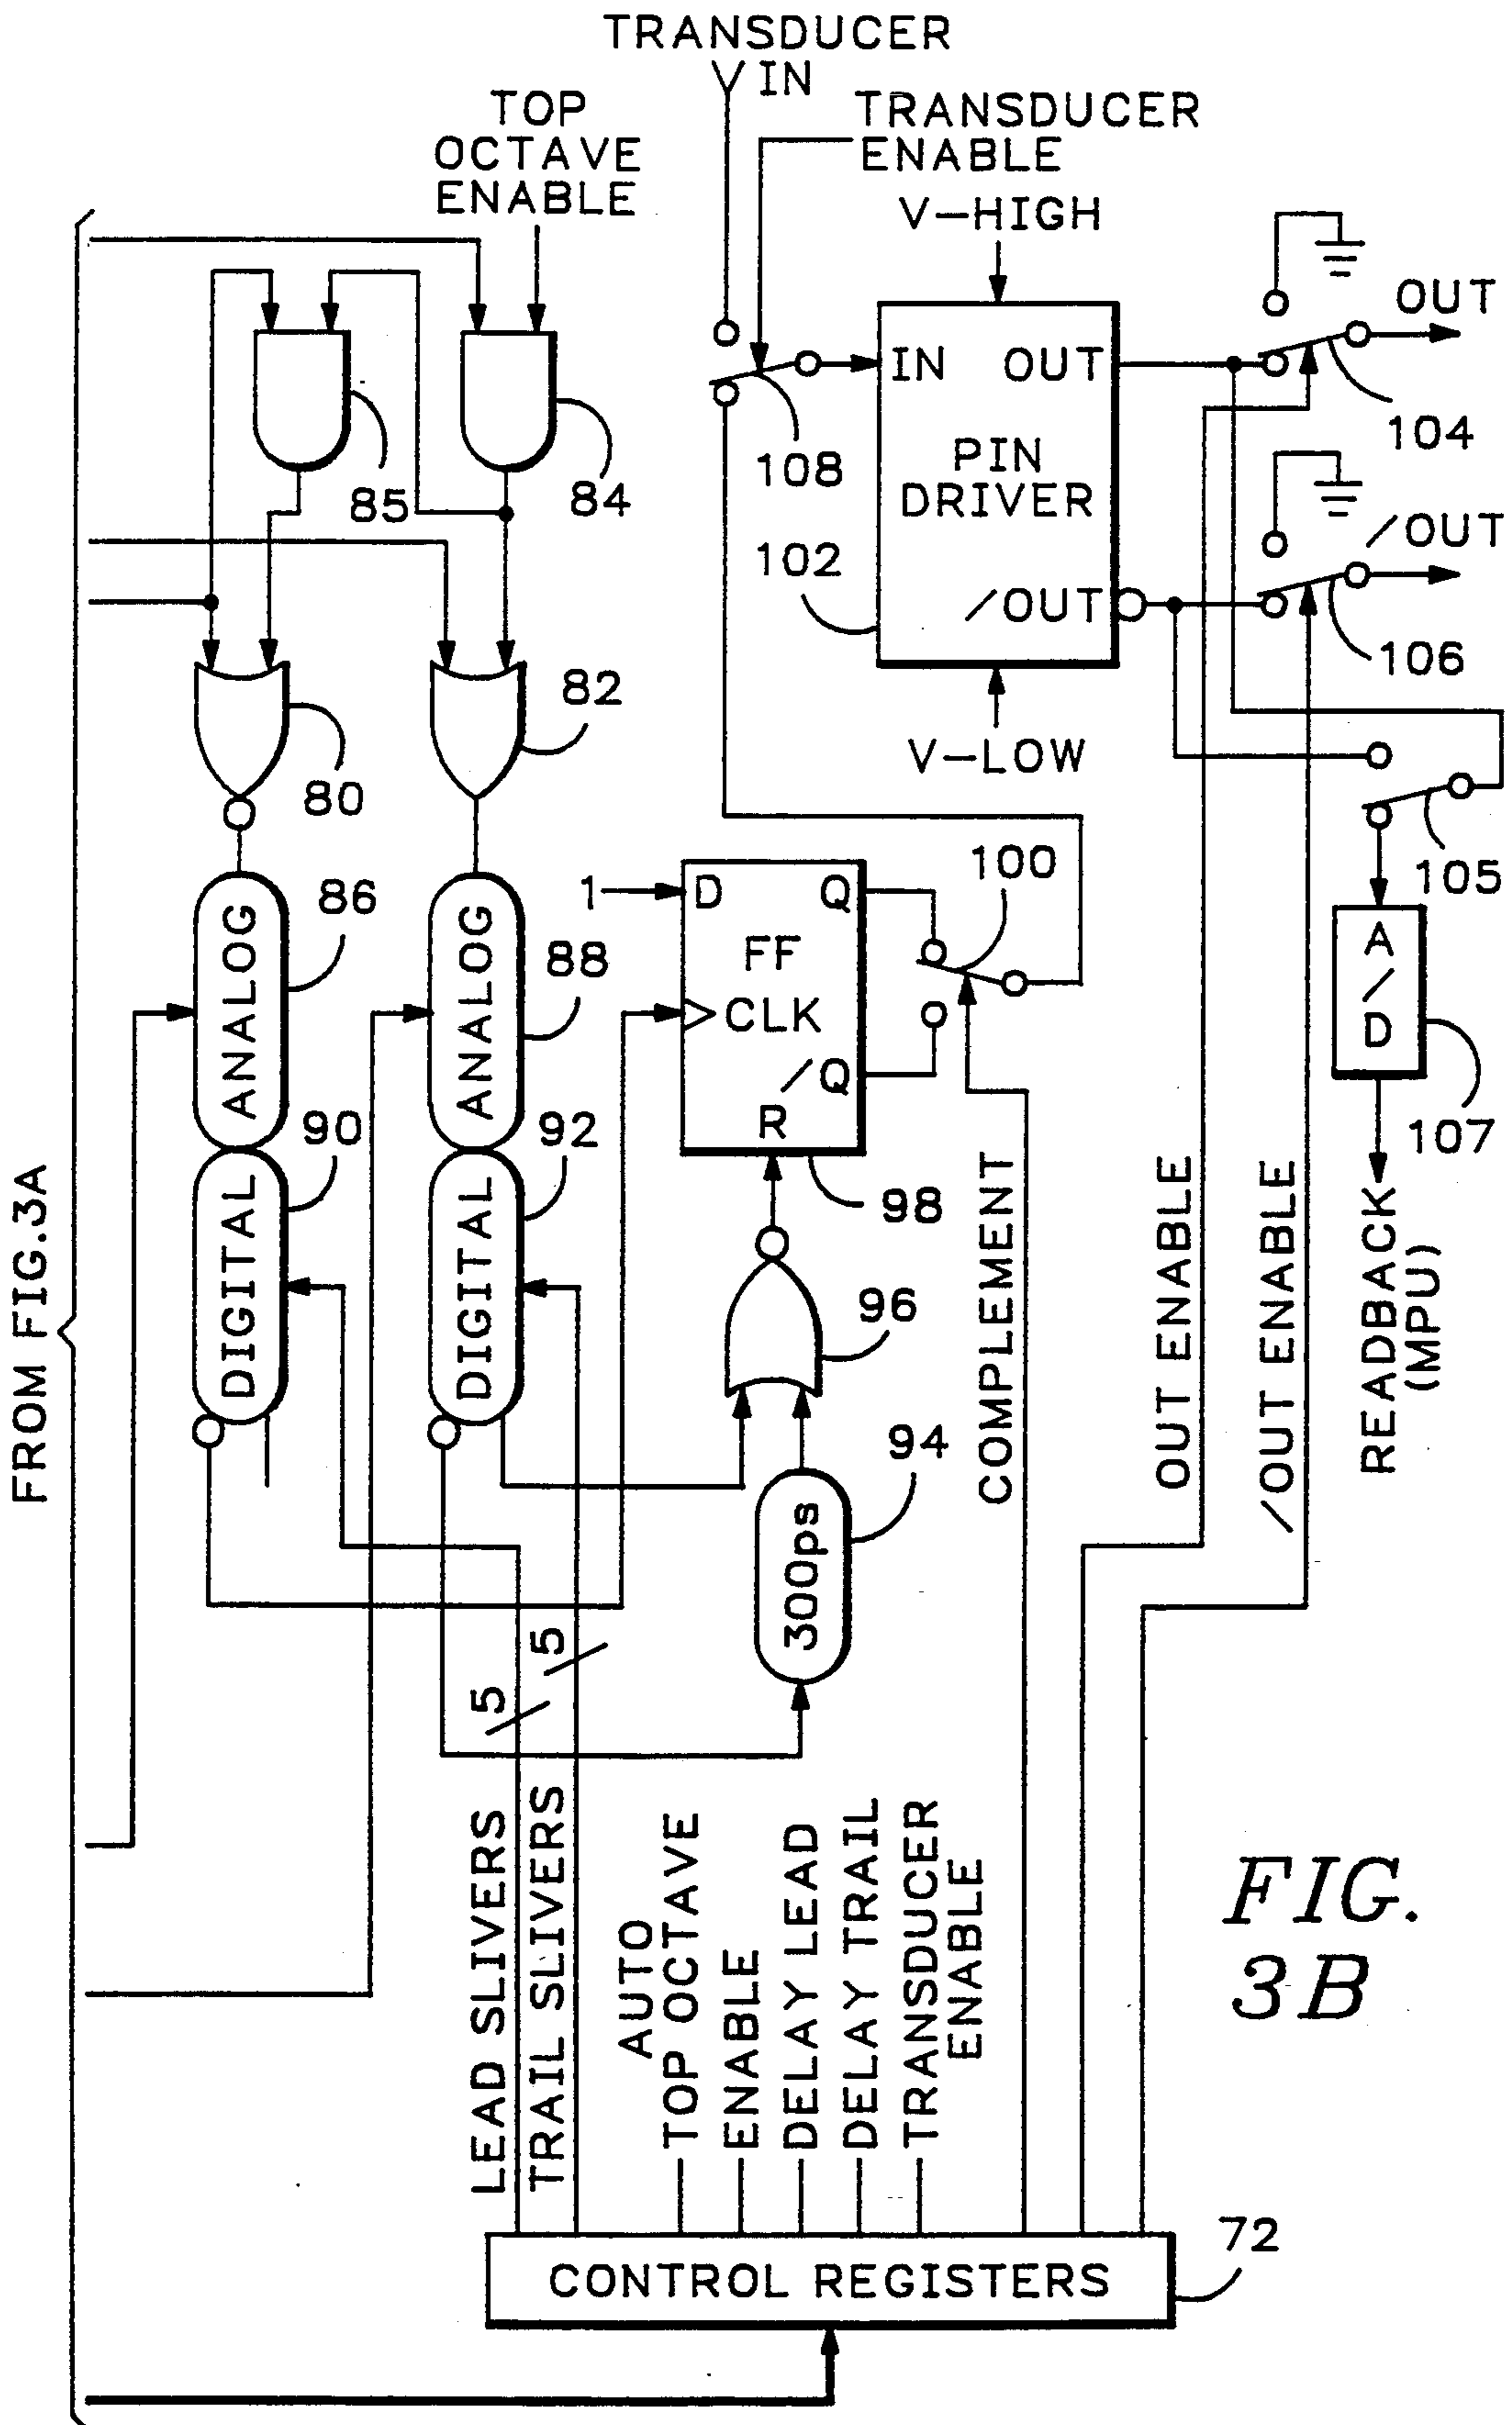 TRANSDUCER
V IN
TOP
OCTAVE
ENABLE
TRANSDUCER
ENABLE
V-HIGH
OUT
IN OUT
104
108
PIN
DRIVER
85
84
102
/OUT
/OUT
106
82
V-LOW
80
100
105
86
ANALOG
88
ANALOG
1
D Q
FF
CLK
/Q
R
A/D
107
90
92
98
DIGITAL
DIGITAL
FROM FIG.3A
96
94
300ps
COMPLEMENT
OUT ENABLE
/OUT ENABLE
READBACK
(MPU)
5
5
LEAD SLIVERS
TRAIL SLIVERS
AUTO
TOP OCTAVE
ENABLE
DELAY LEAD
DELAY TRAIL
TRANSDUCER
ENABLE
FIG.
3B
72
CONTROL REGISTERS